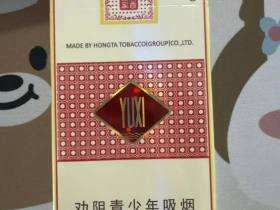 MADE BY HONGTA TOBACCO(GROUP)CO.,LTD.
YUXI
劝阻青少年吸烟